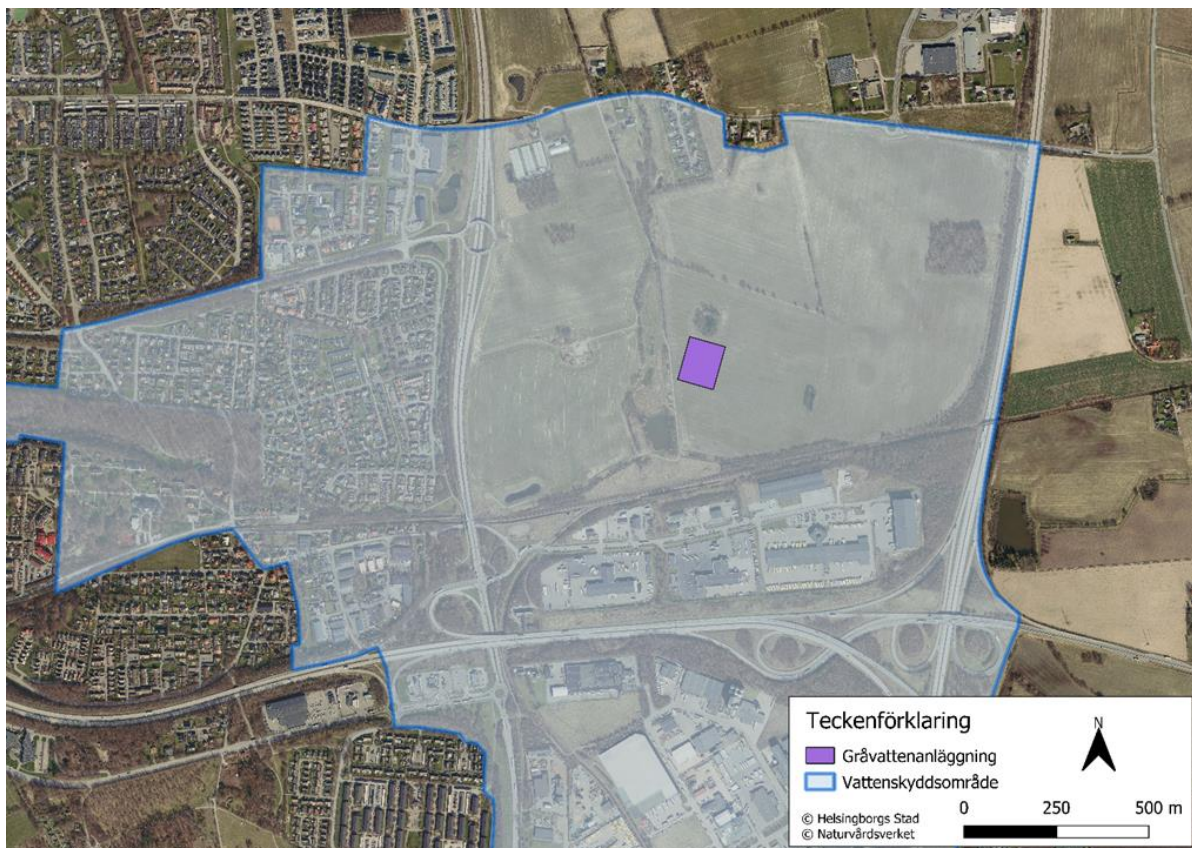 Teckenförklaring
Gråvattenanläggning
Vattenskyddsområde
© Helsingborgs Stad
© Naturvårdsverket
N
0 250 500 m